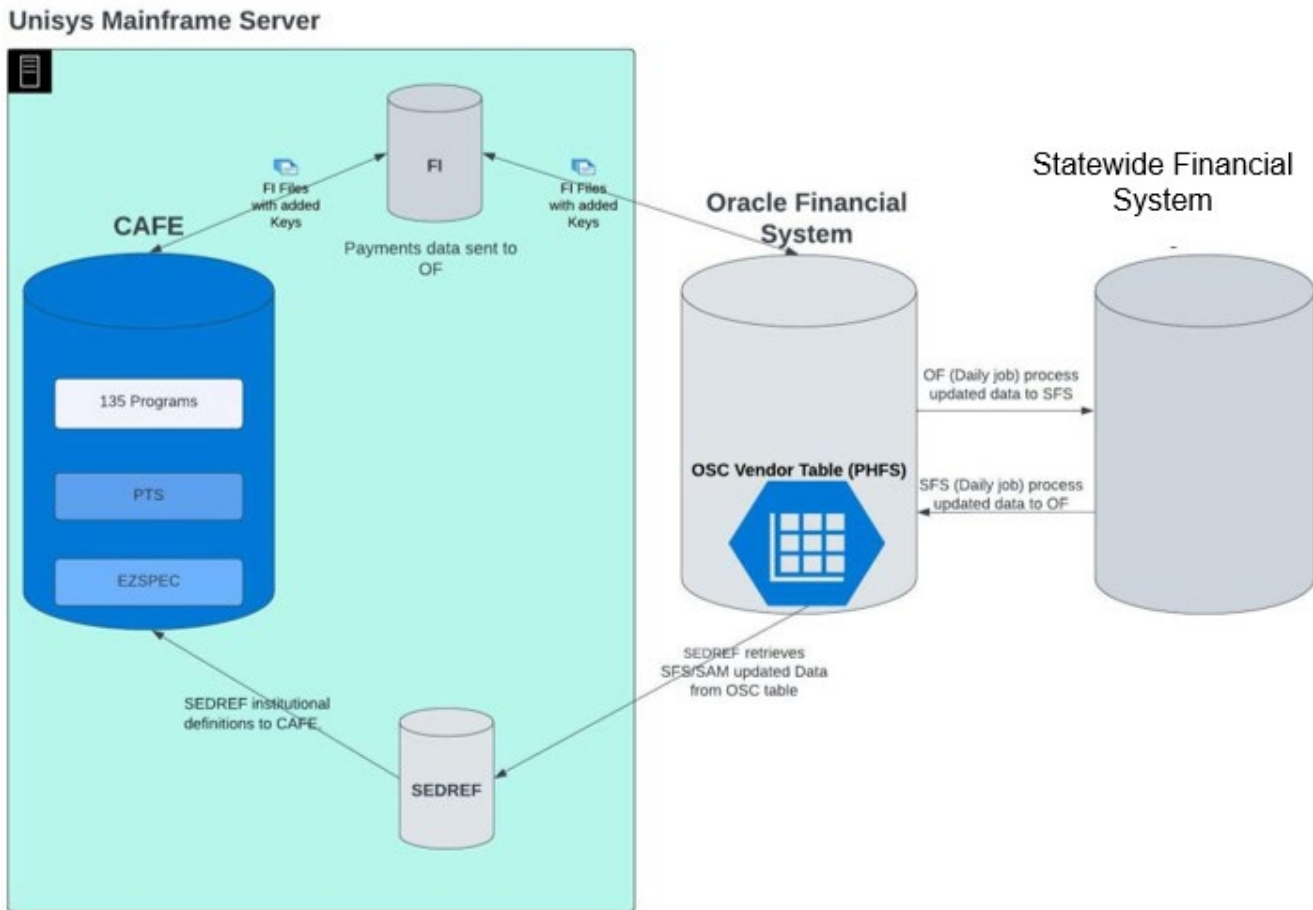 Unisys Mainframe Server
FI
FI Files
with added
Keys
FI Files
with added
Keys
Payments data sent to
OF
CAFE
135 Programs
PTS
EZSPEC
SEDREF institutional
definitions to CAFE.
SEDREF
Oracle Financial
System
OSC Vendor Table (PHFS)
SEDREF retrieves
SFS/SAM updated Data
from OSC table
Statewide Financial
System
OF (Daily job) process
updated data to SFS
SFS (Daily job) process
updated data to OF